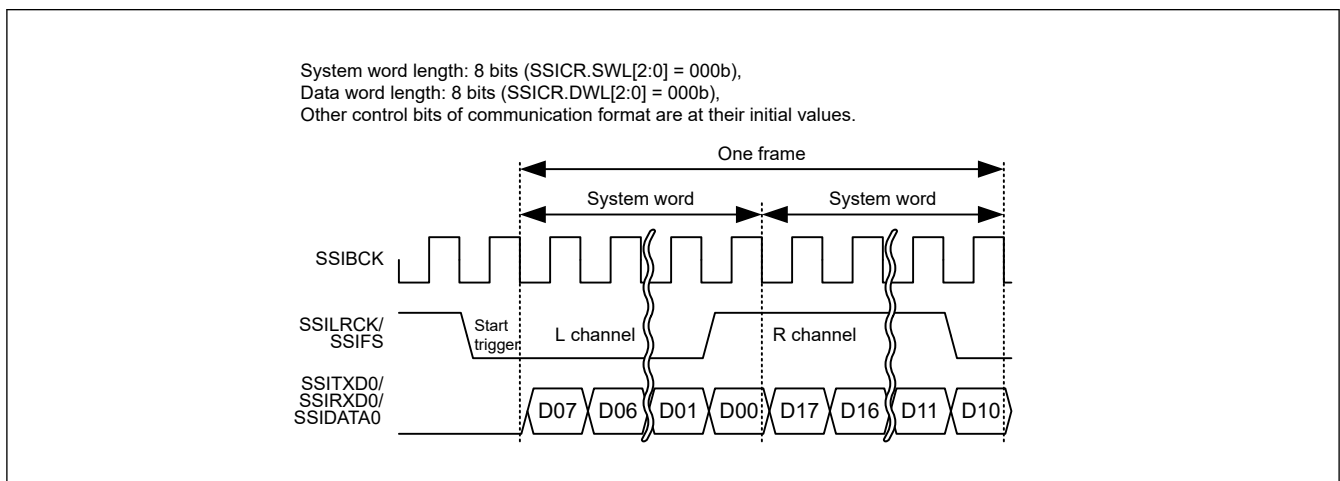 System word length: 8 bits (SSICR.SWL[2:0] = 000b),
Data word length: 8 bits (SSICR.DWL[2:0] = 000b),
Other control bits of communication format are at their initial values.
One frame
System word System word
SSIBCK
SSILRCK/
SSIFS
Start
trigger
L channel
R channel
SSITXD0/
SSIRXD0/
SSIDATA0
D07 D06 D01 D00 D17 D16 D11 D10